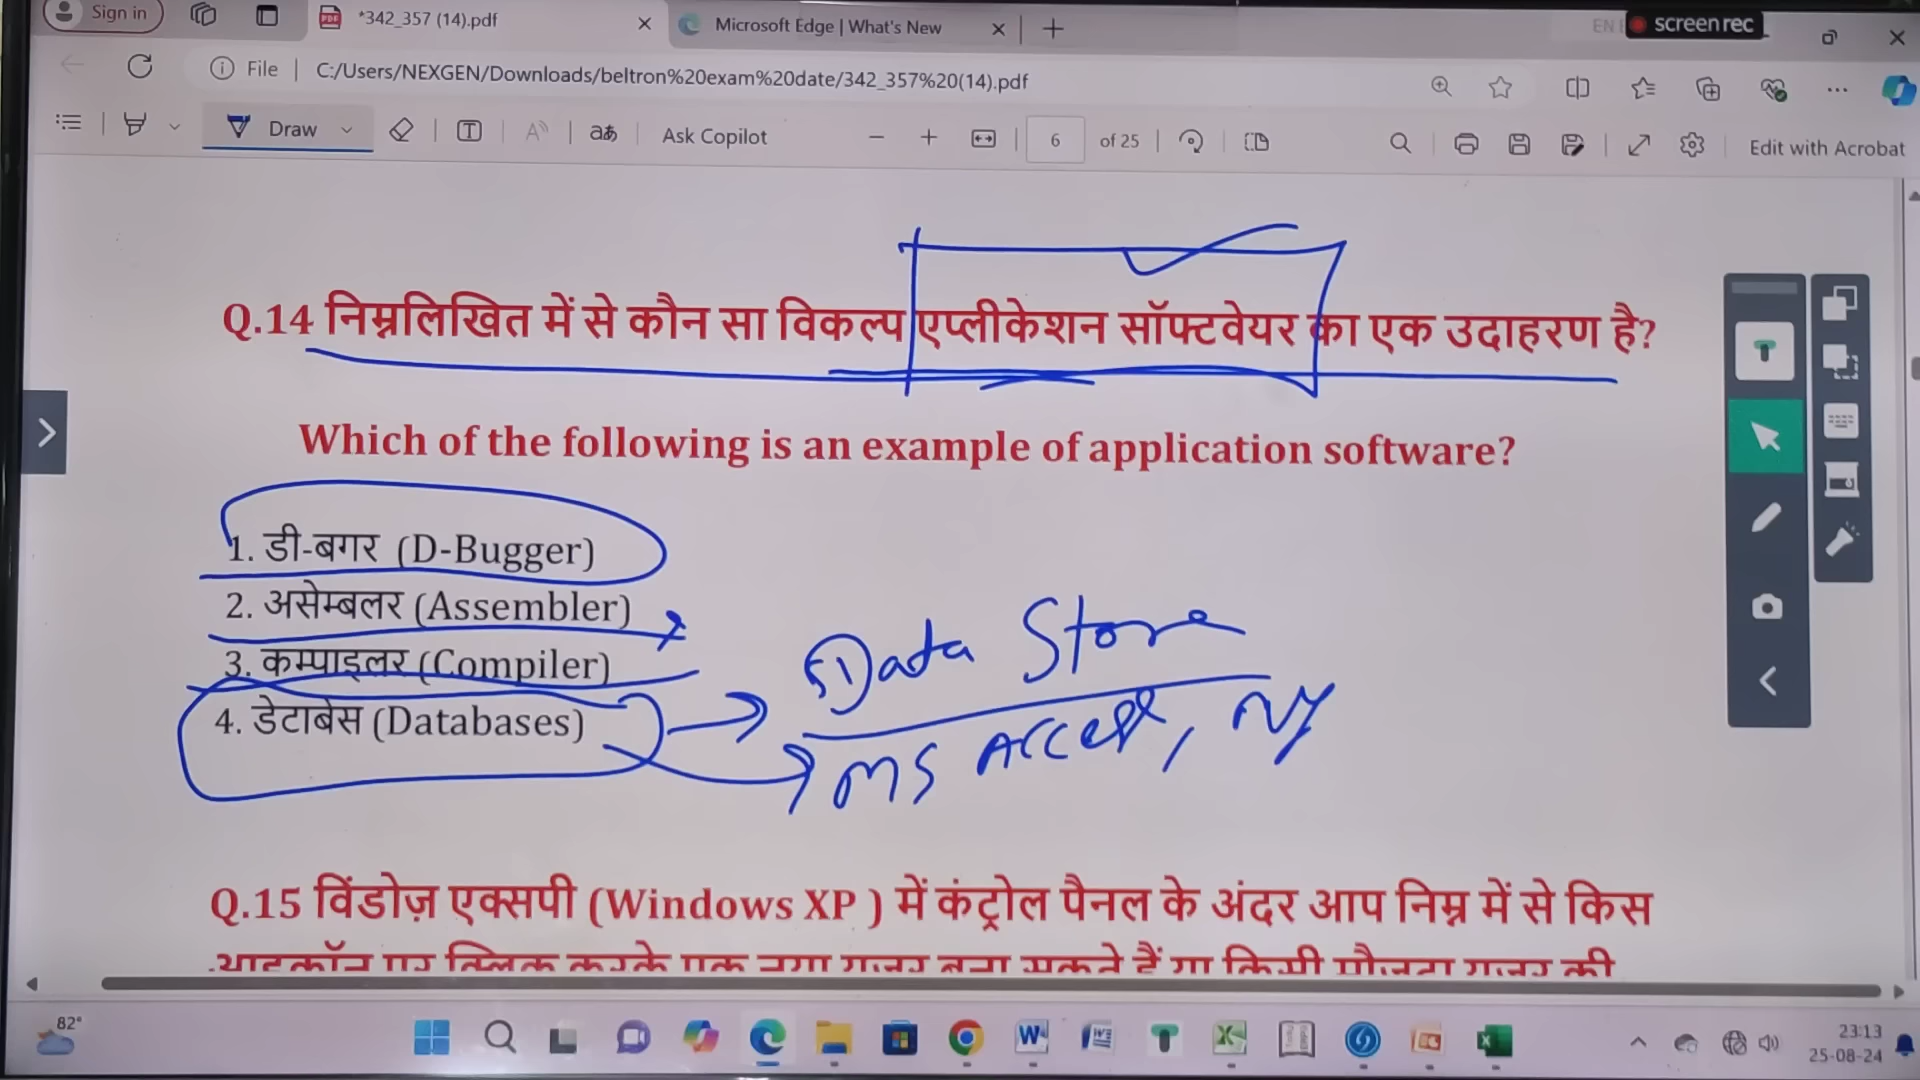 Sign in
*342_357 (14).pdf
Microsoft Edge | What's New
EN
screen rec
File
C:/Users/NEXGEN/Downloads/beltron%20exam%20date/342_357%20(14).pdf
Draw
Ask Copilot
6
of 25
Edit with Acrobat
Q.14 निम्नलिखित में से कौन सा विकल्प एप्लीकेशन सॉफ्टवेयर का एक उदाहरण है?
Which of the following is an example of application software?
1. डी-बगर (D-Bugger)
2. असेम्बलर (Assembler)
3. कम्पाइलर (Compiler)
4. डेटाबेस (Databases)
Data Store
MS Access, My
Q.15 विंडोज़ एक्सपी (Windows XP ) में कंट्रोल पैनल के अंदर आप निम्न में से किस
82°
23:13
25-08-24